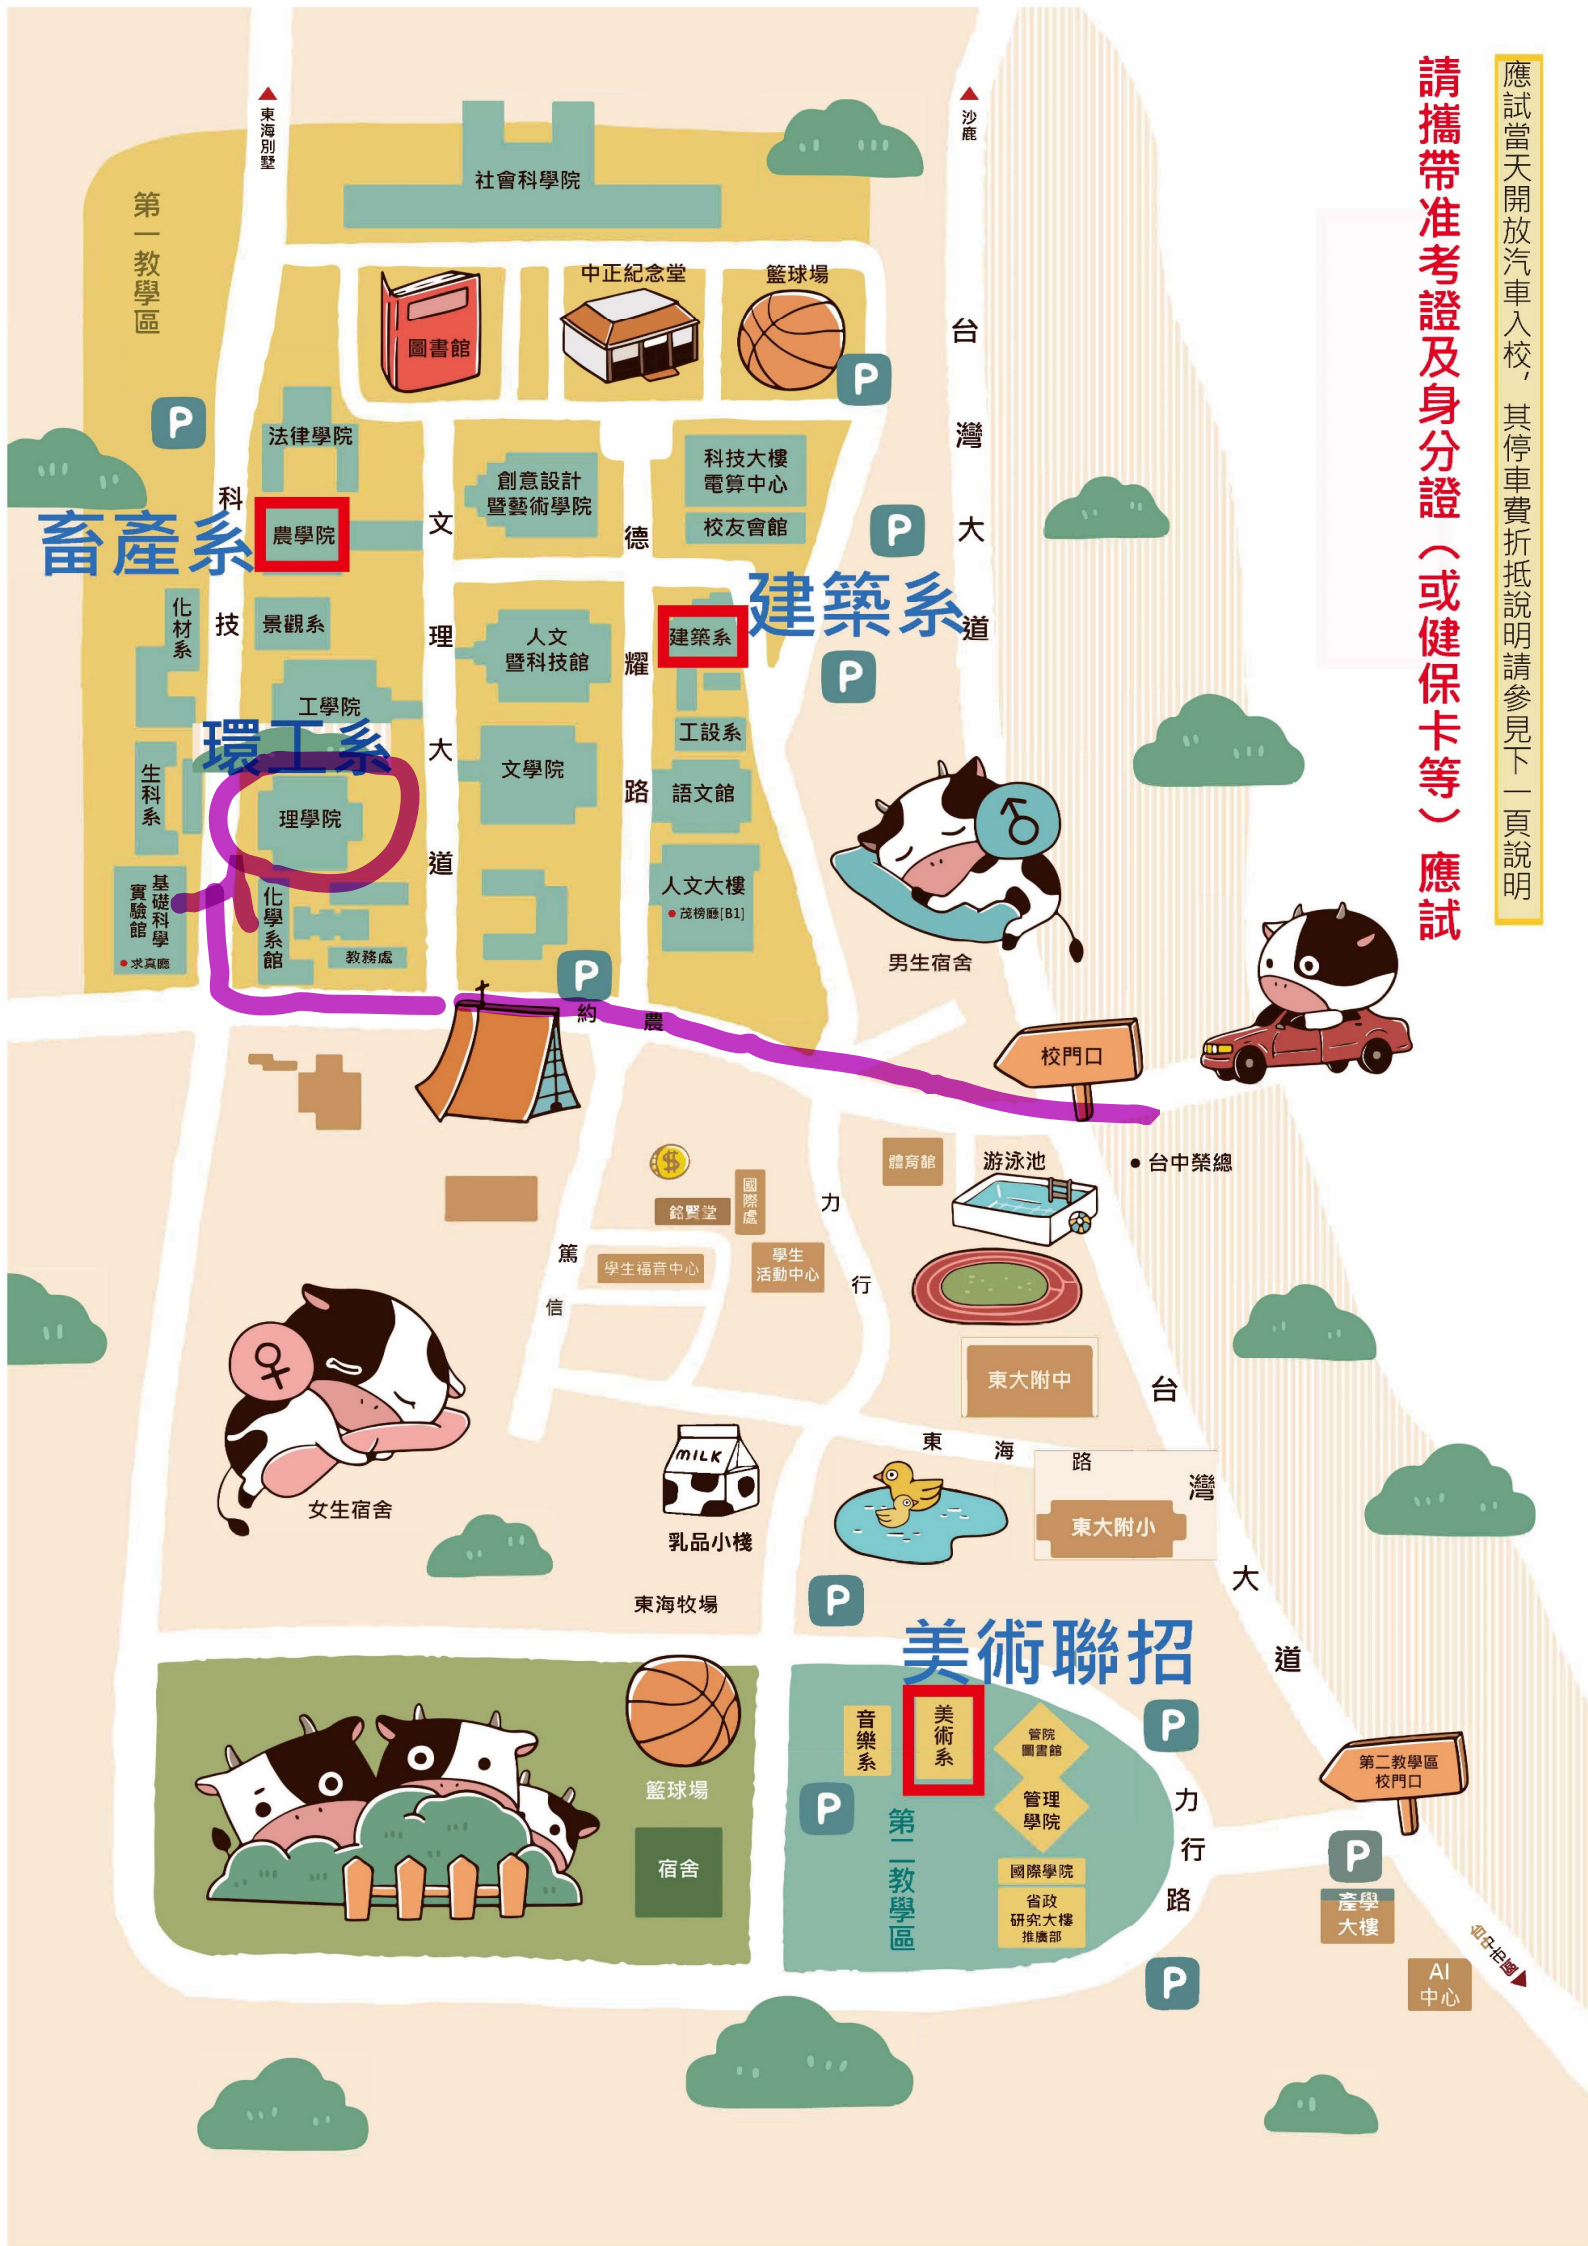 應試當天開放汽車入校，其停車費折抵說明請參見下一頁說明
請攜帶准考證及身分證（或健保卡等）應試
東海別墅
沙鹿
第一教學區
社會科學院
圖書館
中正紀念堂
籃球場
P
台灣大道
P
法律學院
創意設計
暨藝術學院
科技大樓
電算中心
校友會館
P
科技
文理大道
德耀路
畜產系
農學院
建築系
建築系
P
化材系
景觀系
人文
暨科技館
工學院
工設系
環工系
生科系
理學院
文學院
語文館
基礎科學
實驗館
求真廳
化學系館
教務處
人文大樓
茂榜廳[B1]
男生宿舍
P
約農
校門口
台中榮總
體育館
游泳池
$
銘賢堂
國際處
力行
篤信
學生福音中心
學生
活動中心
東大附中
台灣大道
東海路
東大附小
女生宿舍
MILK
乳品小棧
東海牧場
P
美術聯招
籃球場
宿舍
音樂系
美術系
管院
圖書館
管理
學院
P
P
第二教學區
國際學院
省政
研究大樓
推廣部
力行路
P
第二教學區
校門口
P
產學
大樓
AI
中心
台中市區